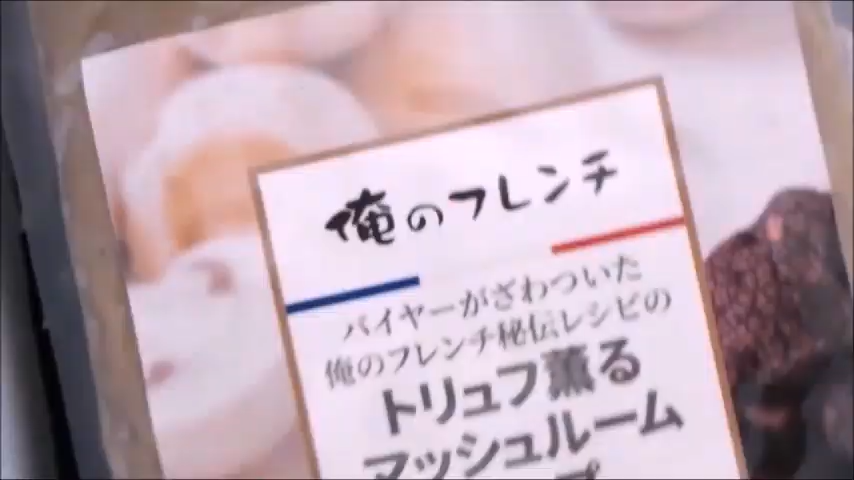 俺のフレンチ
バイヤーがざわついた
俺のフレンチ秘伝レシピの
トリュフ薫る
マッシュルーム